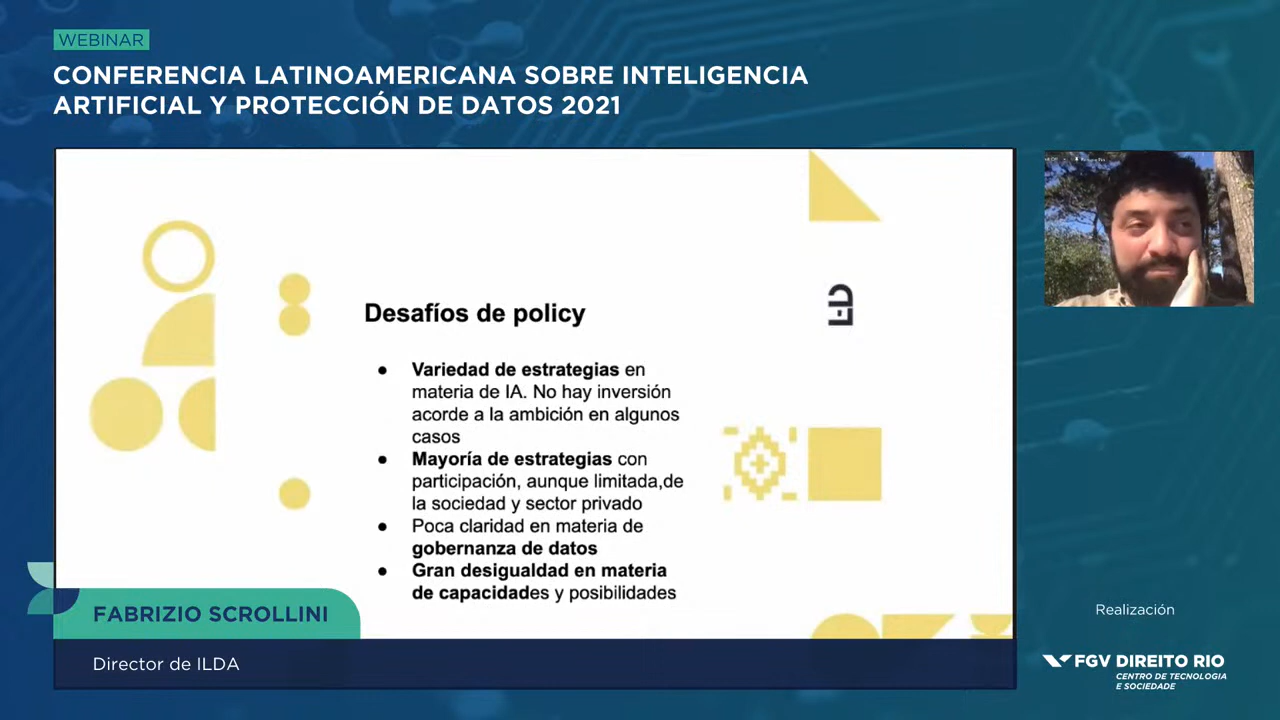 WEBINAR
CONFERENCIA LATINOAMERICANA SOBRE INTELIGENCIA
ARTIFICIAL Y PROTECCIÓN DE DATOS 2021
Desafíos de policy
● Variedad de estrategias en
materia de IA. No hay inversión
acorde a la ambición en algunos
casos
● Mayoría de estrategias con
participación, aunque limitada,de
la sociedad y sector privado
● Poca claridad en materia de
gobernanza de datos
● Gran desigualdad en materia
de capacidades y posibilidades
FABRIZIO SCROLLINI
Director de ILDA
Realización
FGV DIREITO RIO
CENTRO DE TECNOLOGIA
E SOCIEDADE